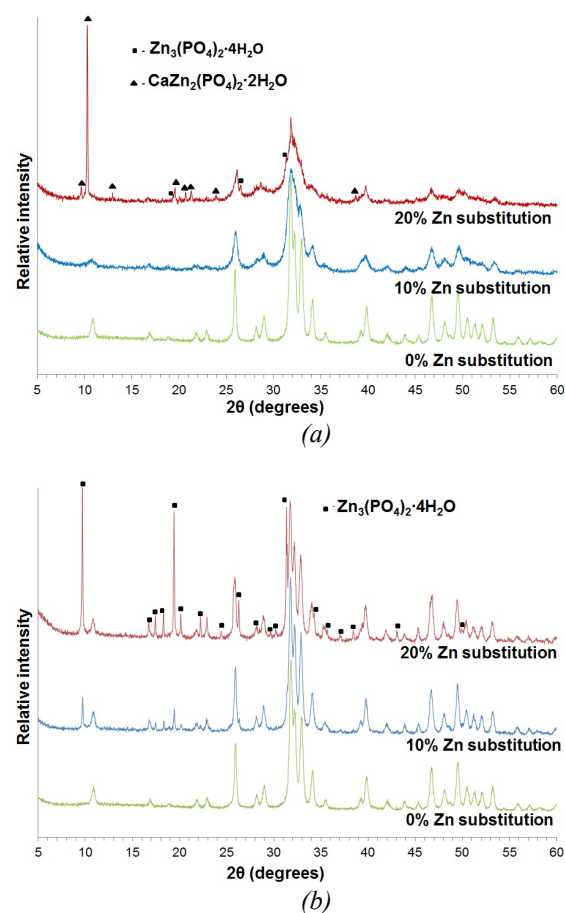 ■ - Zn₃(PO₄)₂·4H₂O
▲ - CaZn₂(PO₄)₂·2H₂O
Relative intensity
20% Zn substitution
10% Zn substitution
0% Zn substitution
5 10 15 20 25 30 35 40 45 50 55 60
2θ (degrees)
(a)
■ - Zn₃(PO₄)₂·4H₂O
Relative intensity
20% Zn substitution
10% Zn substitution
0% Zn substitution
5 10 15 20 25 30 35 40 45 50 55 60
2θ (degrees)
(b)